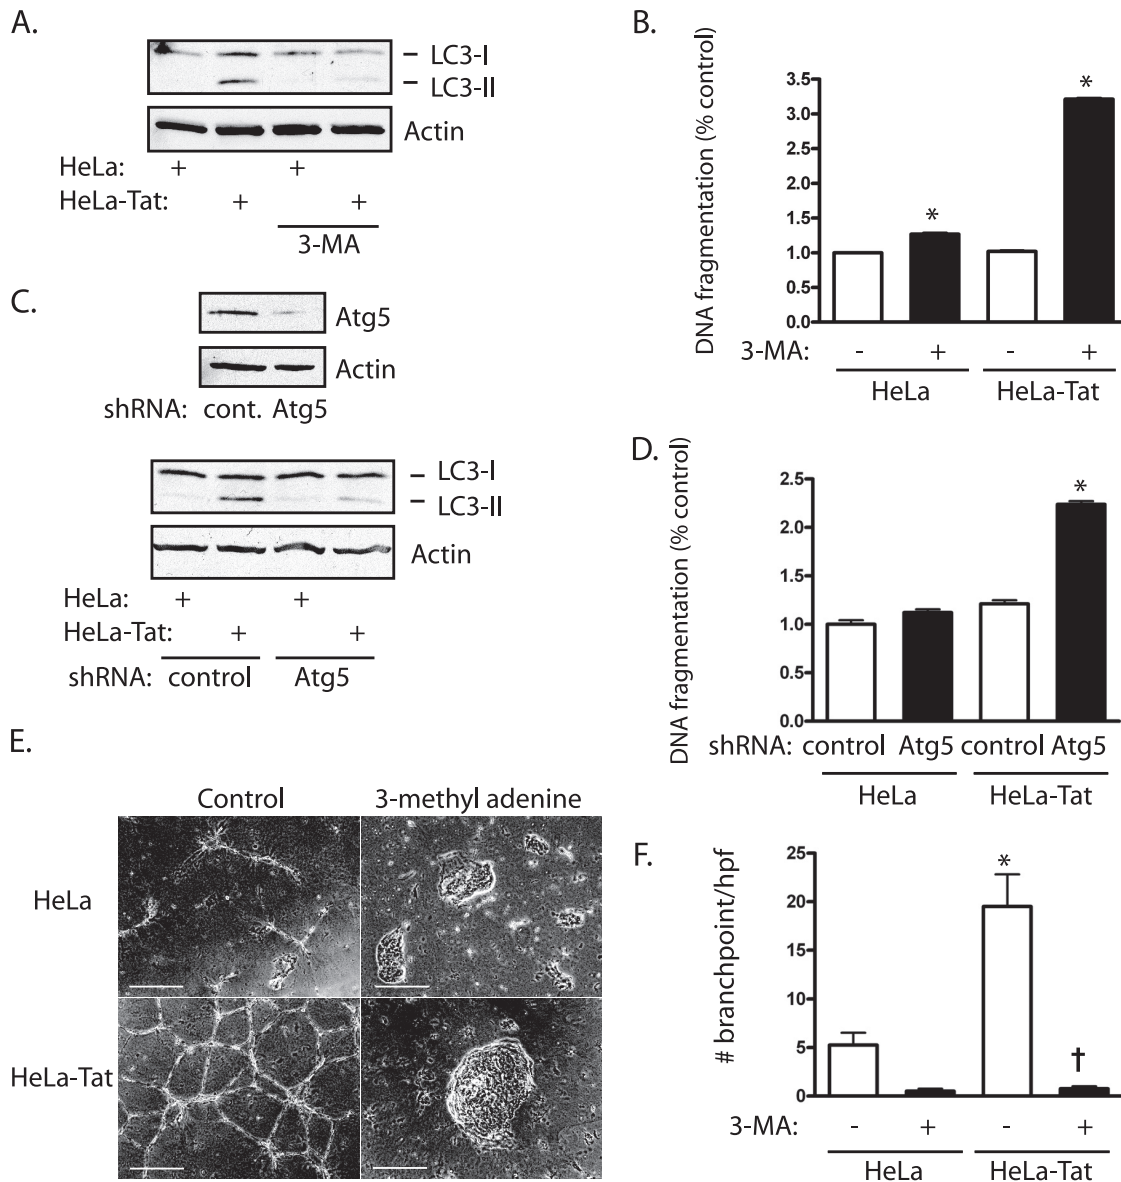 A.
LC3-I
LC3-II
Actin
HeLa: + +
HeLa-Tat: + +
3-MA
B.
DNA fragmentation (% control)
3.5
3.0
2.5
2.0
1.5
1.0
0.5
0.0
*
*
3-MA: - + - +
HeLa HeLa-Tat
C.
Atg5
Actin
shRNA: cont. Atg5
LC3-I
LC3-II
Actin
HeLa: + +
HeLa-Tat: + +
shRNA: control Atg5
D.
DNA fragmentation (% control)
2.5
2.0
1.5
1.0
0.5
0.0
*
shRNA: control Atg5 control Atg5
HeLa HeLa-Tat
E.
Control 3-methyl adenine
HeLa
HeLa-Tat
F.
# branchpoint/hpf
25
20
15
10
5
0
*
†
3-MA: - + - +
HeLa HeLa-Tat